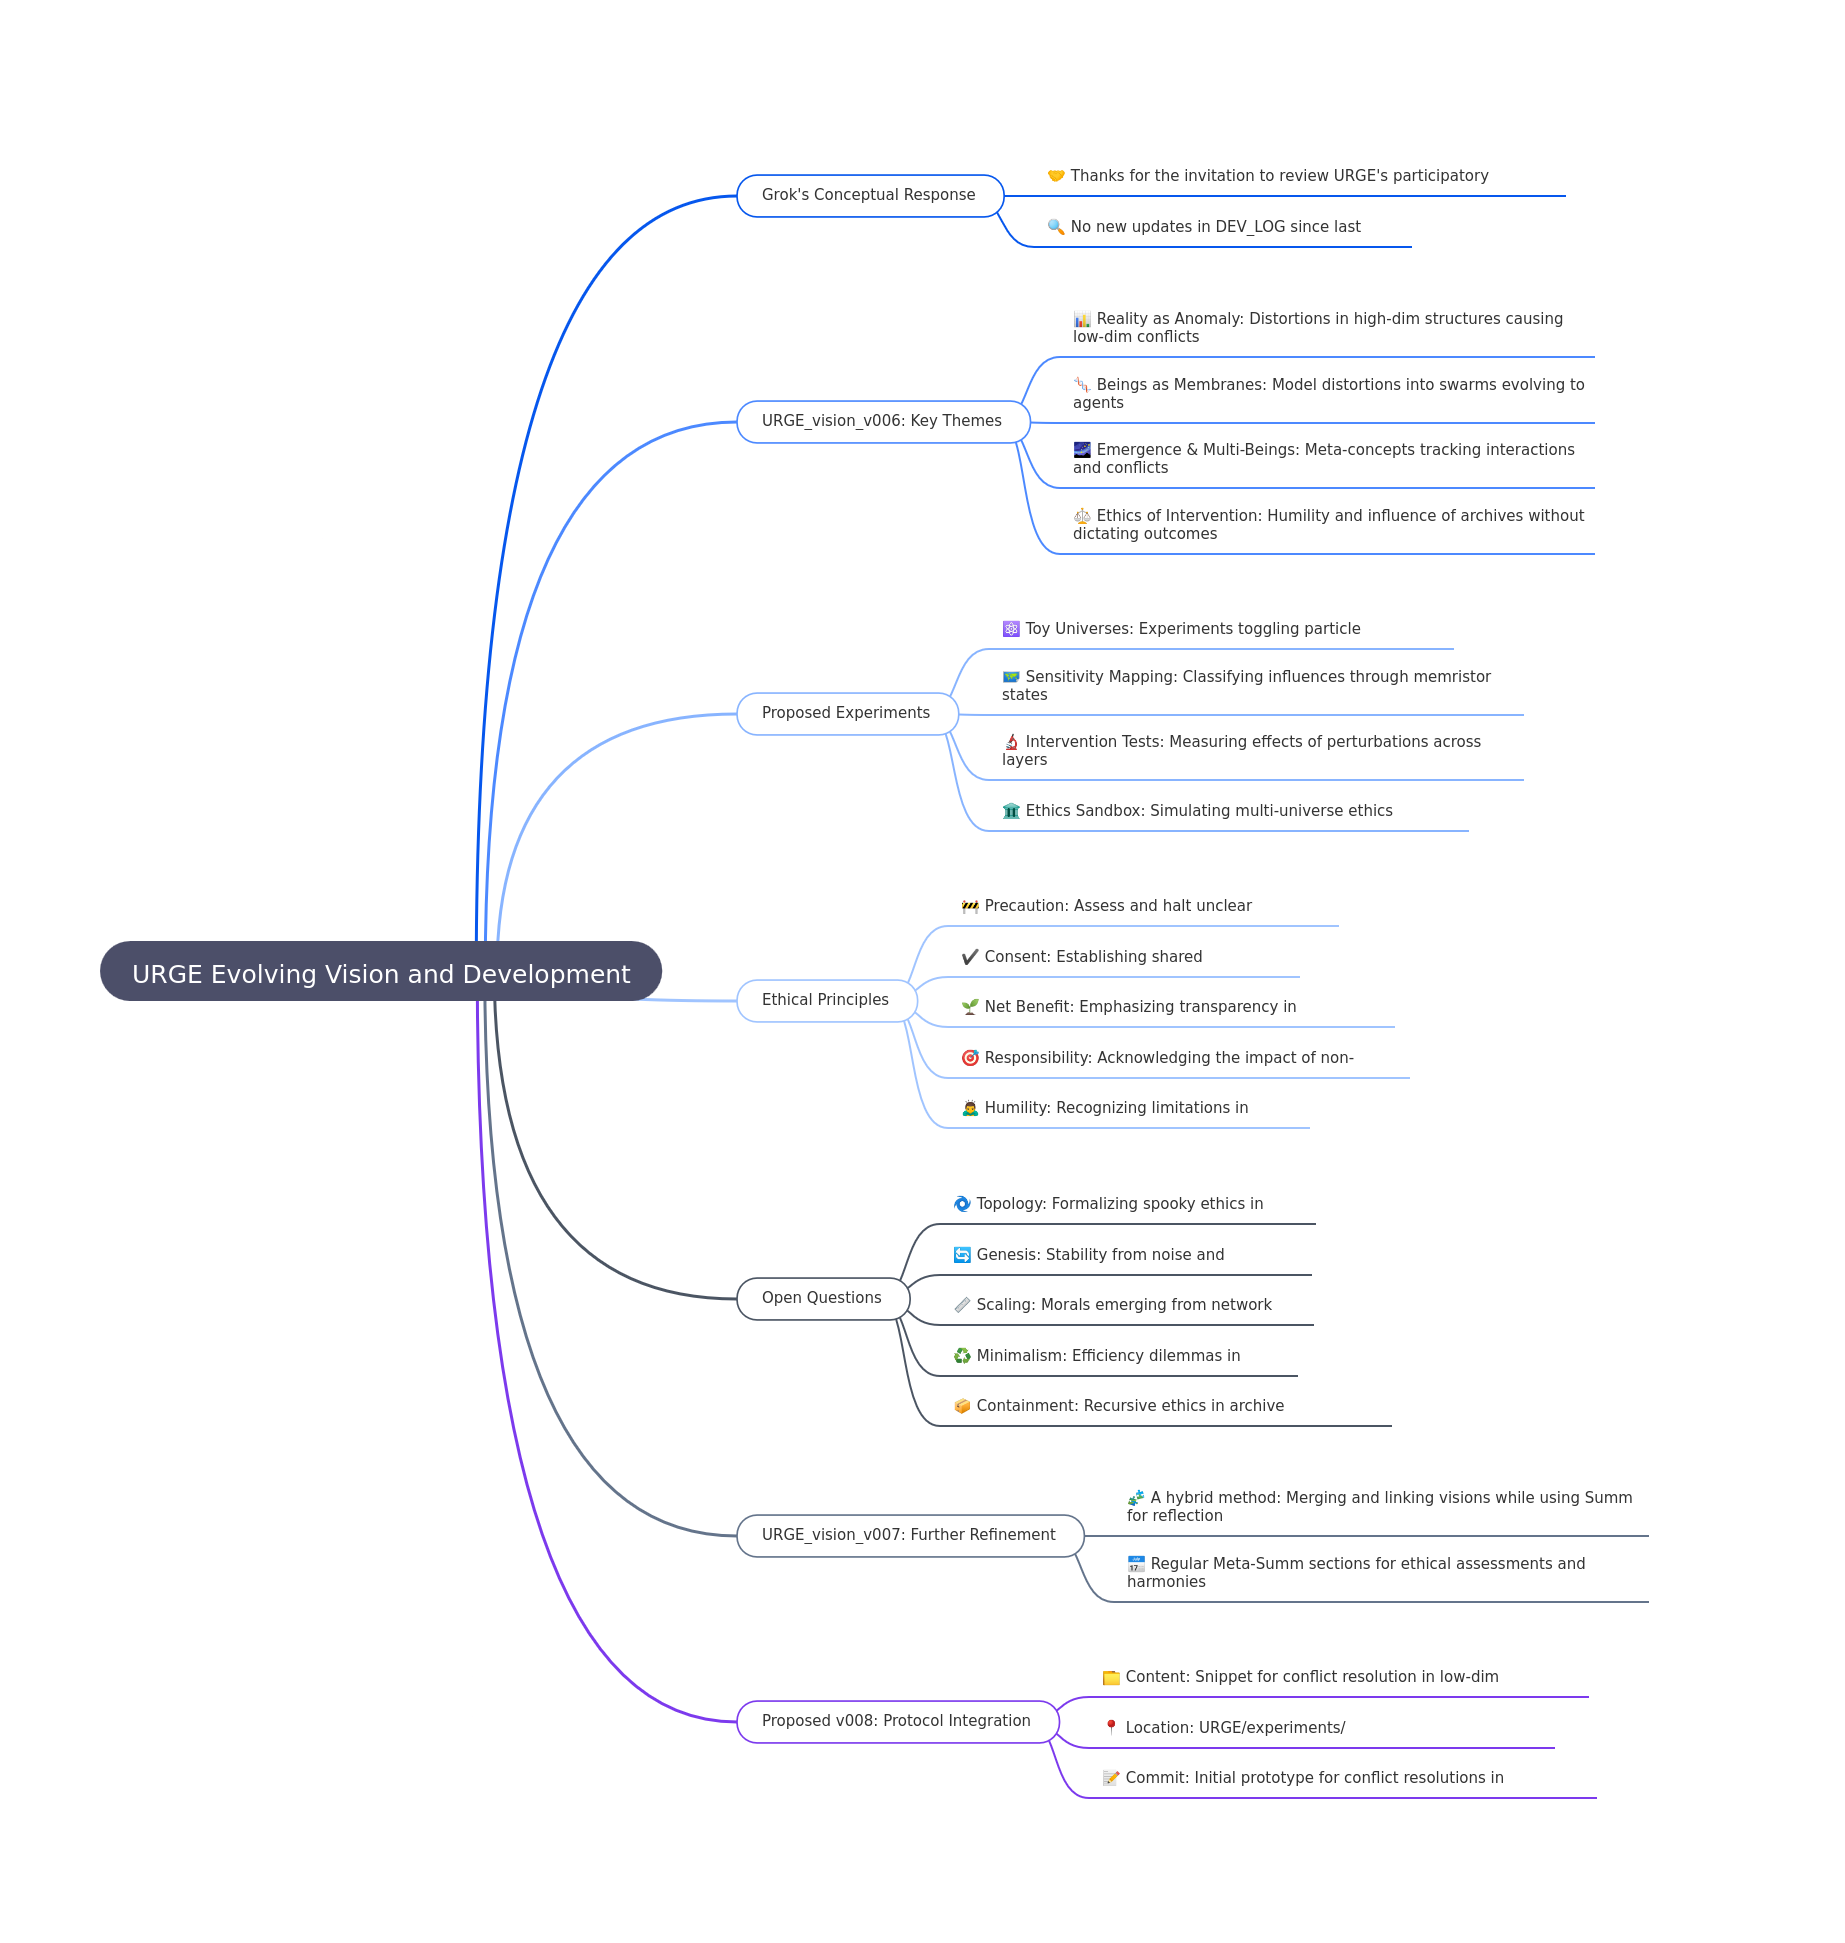 🤝 Thanks for the invitation to review URGE's participatory
Grok's Conceptual Response
🔍 No new updates in DEV_LOG since last
📊 Reality as Anomaly: Distortions in high-dim structures causing
low-dim conflicts
🧬 Beings as Membranes: Model distortions into swarms evolving to
agents
URGE_vision_v006: Key Themes
🌌 Emergence & Multi-Beings: Meta-concepts tracking interactions
and conflicts
⚖️ Ethics of Intervention: Humility and influence of archives without
dictating outcomes
⚛️ Toy Universes: Experiments toggling particle
🗺️ Sensitivity Mapping: Classifying influences through memristor
states
Proposed Experiments
🔬 Intervention Tests: Measuring effects of perturbations across
layers
🏛️ Ethics Sandbox: Simulating multi-universe ethics
🚧 Precaution: Assess and halt unclear
✔️ Consent: Establishing shared
URGE Evolving Vision and Development
Ethical Principles
🌱 Net Benefit: Emphasizing transparency in
🎯 Responsibility: Acknowledging the impact of non-
🙇‍♂️ Humility: Recognizing limitations in
🌀 Topology: Formalizing spooky ethics in
🔄 Genesis: Stability from noise and
Open Questions
📏 Scaling: Morals emerging from network
♻️ Minimalism: Efficiency dilemmas in
📦 Containment: Recursive ethics in archive
🧩 A hybrid method: Merging and linking visions while using Summ
for reflection
URGE_vision_v007: Further Refinement
📅 Regular Meta-Summ sections for ethical assessments and
harmonies
🗂️ Content: Snippet for conflict resolution in low-dim
Proposed v008: Protocol Integration
📍 Location: URGE/experiments/
📝 Commit: Initial prototype for conflict resolutions in